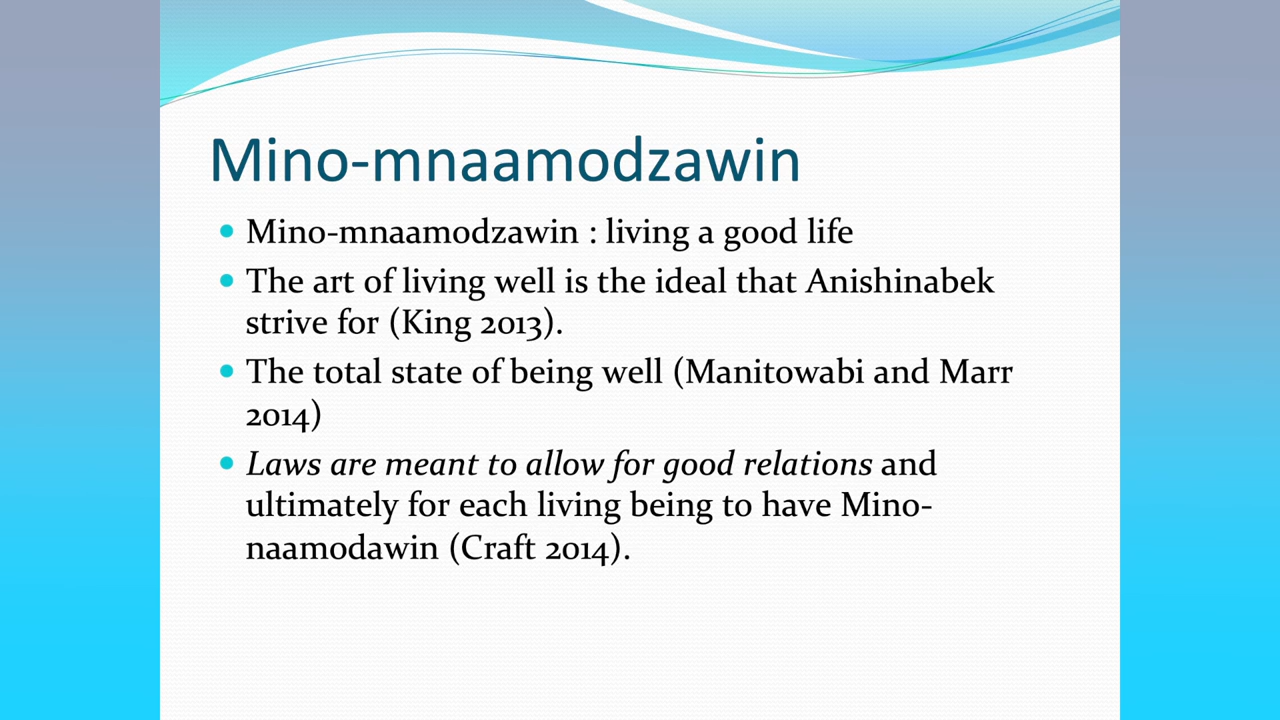 Mino-mnaamodzawin
• Mino-mnaamodzawin : living a good life
• The art of living well is the ideal that Anishinabek
strive for (King 2013).
• The total state of being well (Manitowabi and Marr
2014)
• Laws are meant to allow for good relations and
ultimately for each living being to have Mino-
naamodawin (Craft 2014).